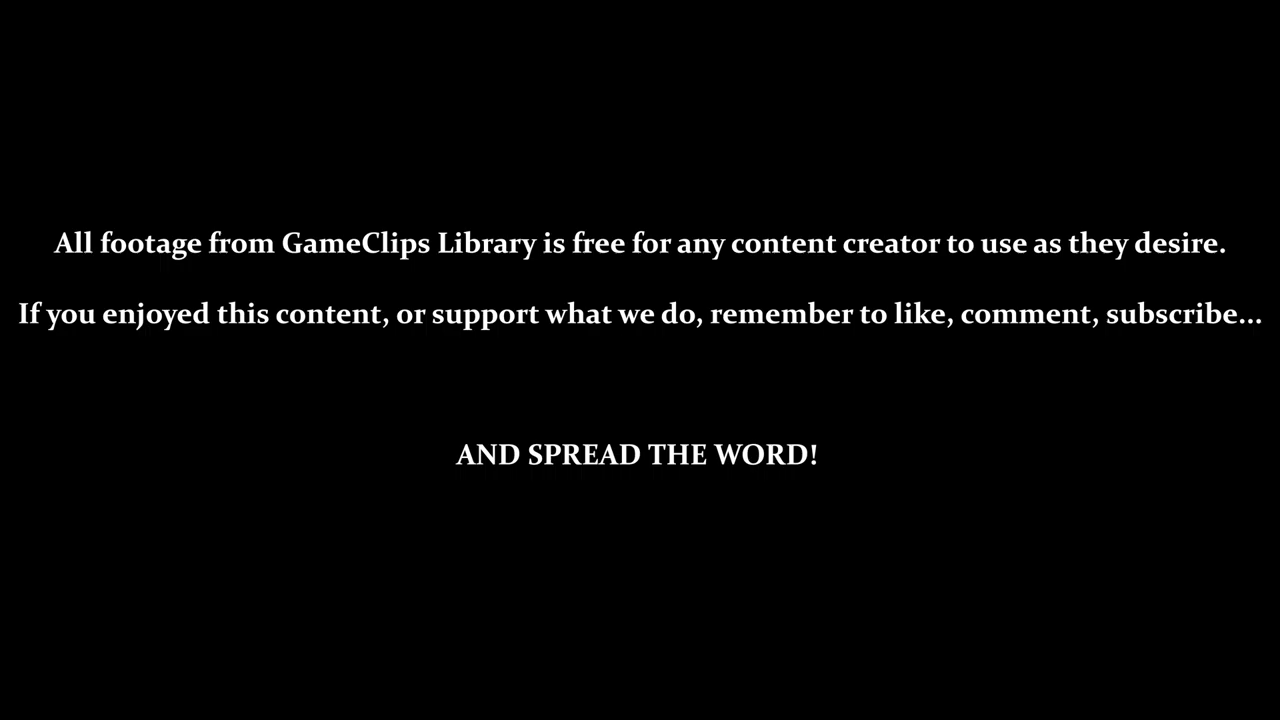 All footage from GameClips Library is free for any content creator to use as they desire.
If you enjoyed this content, or support what we do, remember to like, comment, subscribe...
AND SPREAD THE WORD!